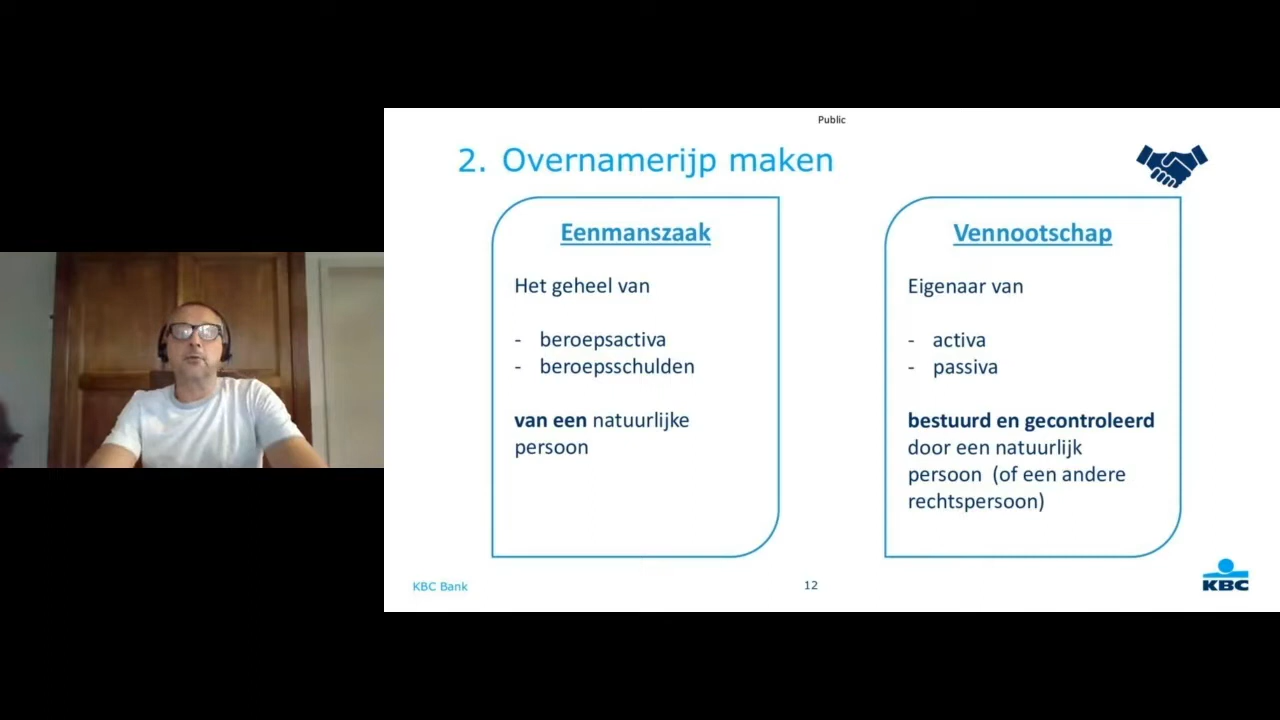 Public
2. Overnamerijp maken
Eenmanszaak
Het geheel van
- beroepsactiva
- beroepsschulden
van een natuurlijke
persoon
Vennootschap
Eigenaar van
- activa
- passiva
bestuurd en gecontroleerd
door een natuurlijk
persoon (of een andere
rechtspersoon)
KBC Bank
12
KBC